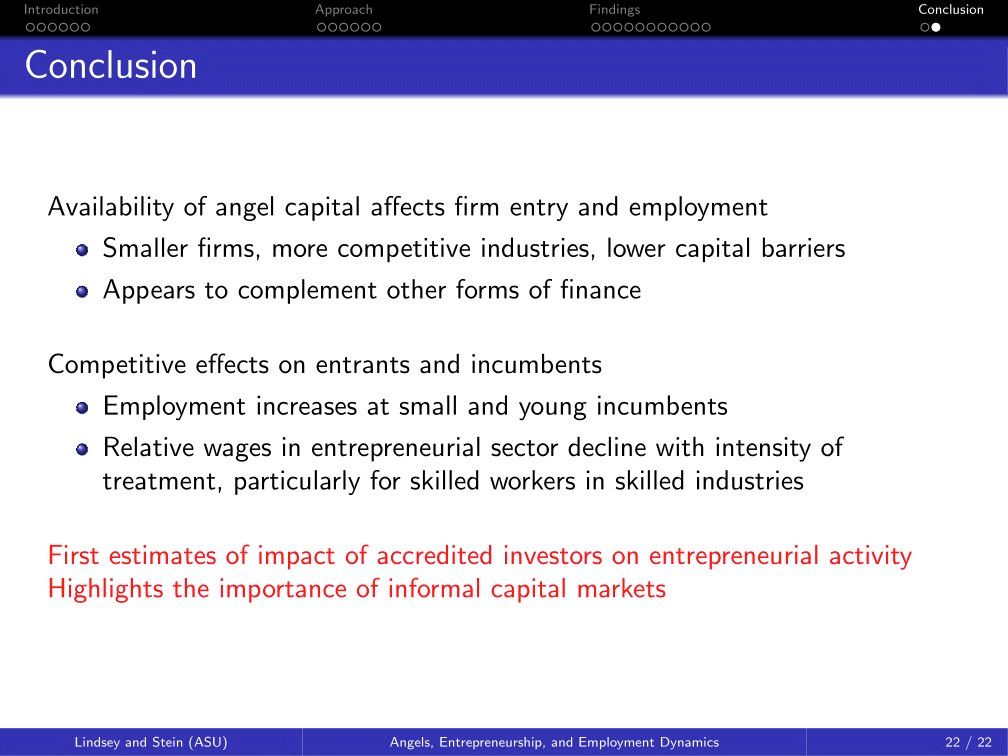 Introduction
Approach
Findings
Conclusion
Conclusion
Availability of angel capital affects firm entry and employment
Smaller firms, more competitive industries, lower capital barriers
Appears to complement other forms of finance
Competitive effects on entrants and incumbents
Employment increases at small and young incumbents
Relative wages in entrepreneurial sector decline with intensity of
treatment, particularly for skilled workers in skilled industries
First estimates of impact of accredited investors on entrepreneurial activity
Highlights the importance of informal capital markets
Lindsey and Stein (ASU)
Angels, Entrepreneurship, and Employment Dynamics
22 / 22